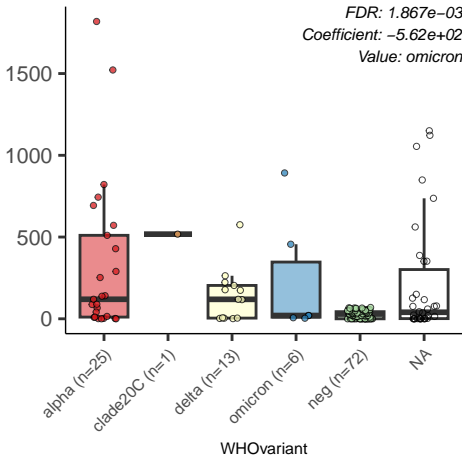 FDR: 1.867e−03
Coefficient: −5.62e+02
Value: omicron
1500
1000
500
0
alpha (n=25)
clade20C (n=1)
delta (n=13)
omicron (n=6)
neg (n=72)
NA
WHOvariant